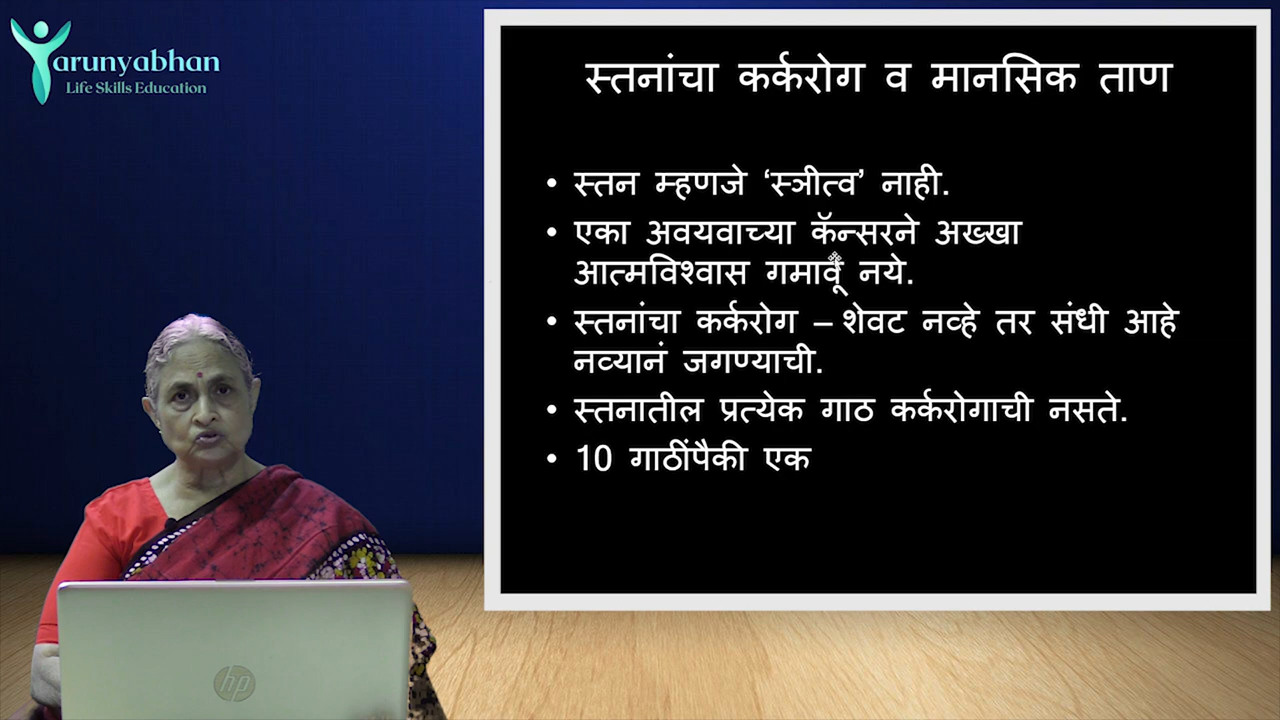 Tarunyabhan
Life Skills Education
स्तनांचा कर्करोग व मानसिक ताण
• स्तन म्हणजे ‘स्त्रीत्व’ नाही.
• एका अवयवाच्या कॅन्सरने अख्खा
आत्मविश्वास गमावूँ नये.
• स्तनांचा कर्करोग – शेवट नव्हे तर संधी आहे
नव्यानं जगण्याची.
• स्तनातील प्रत्येक गाठ कर्करोगाची नसते.
• 10 गाठींपैकी एक
hp